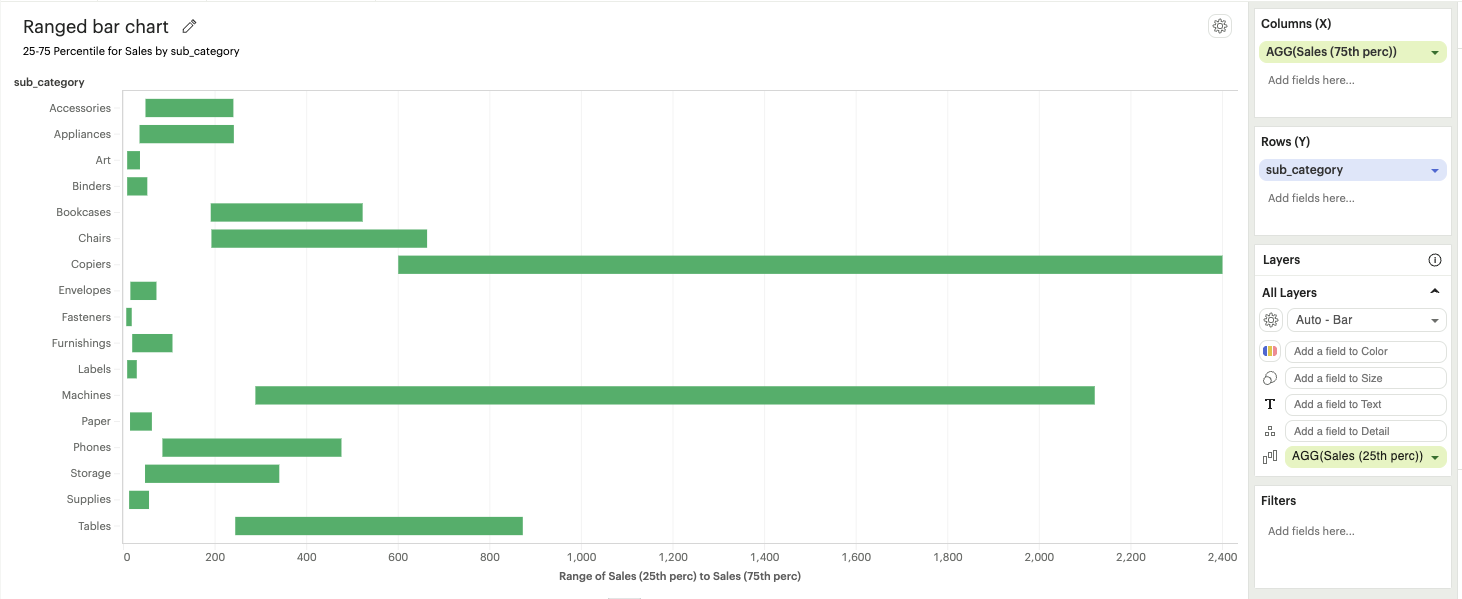 Ranged bar chart
25-75 Percentile for Sales by sub_category
sub_category
Accessories
Appliances
Art
Binders
Bookcases
Chairs
Copiers
Envelopes
Fasteners
Furnishings
Labels
Machines
Paper
Phones
Storage
Supplies
Tables
0 200 400 600 800 1,000 1,200 1,400 1,600 1,800 2,000 2,200 2,400
Range of Sales (25th perc) to Sales (75th perc)
Columns (X)
AGG(Sales (75th perc))
Add fields here...
Rows (Y)
sub_category
Add fields here...
Layers
All Layers
Auto - Bar
Add a field to Color
Add a field to Size
T Add a field to Text
Add a field to Detail
AGG(Sales (25th perc))
Filters
Add fields here...